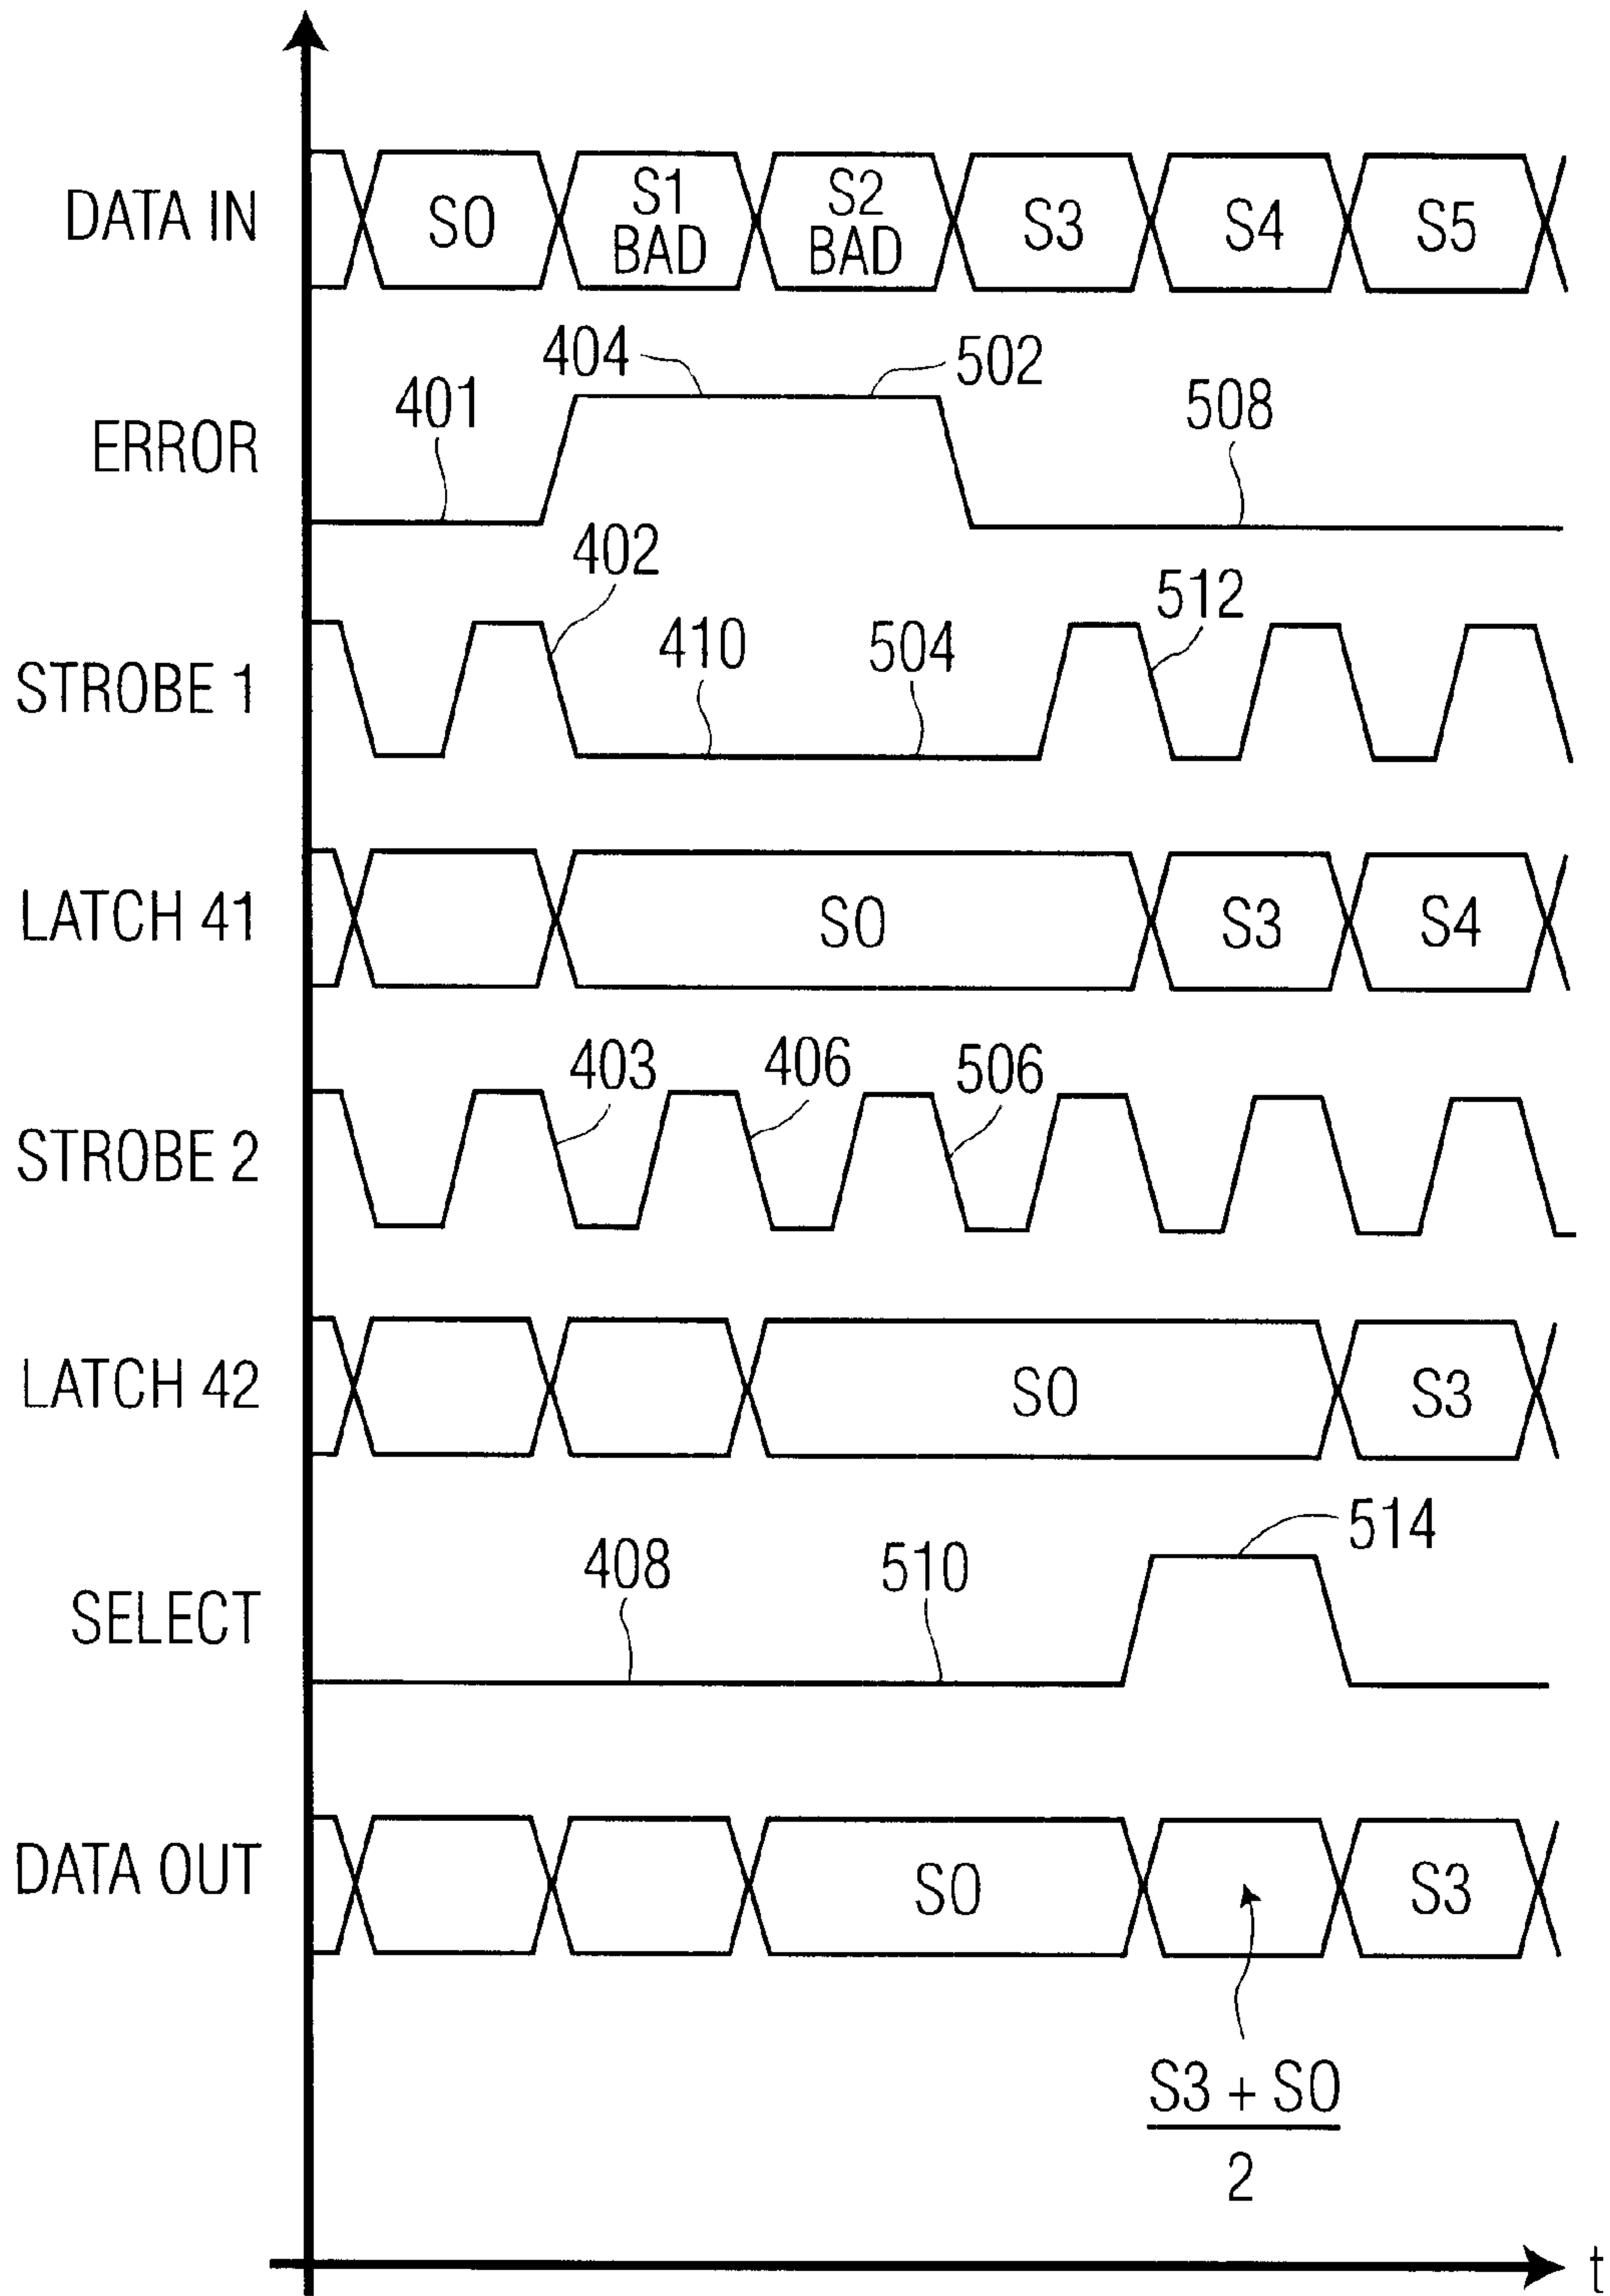 DATA IN S0 S1 BAD S2 BAD S3 S4 S5
404 502
401 508
ERROR
402 512
410 504
STROBE 1
LATCH 41 S0 S3 S4
403 406 506
STROBE 2
LATCH 42 S0 S3
514
408 510
SELECT
DATA OUT S0 S3
S3 + S0
2
t